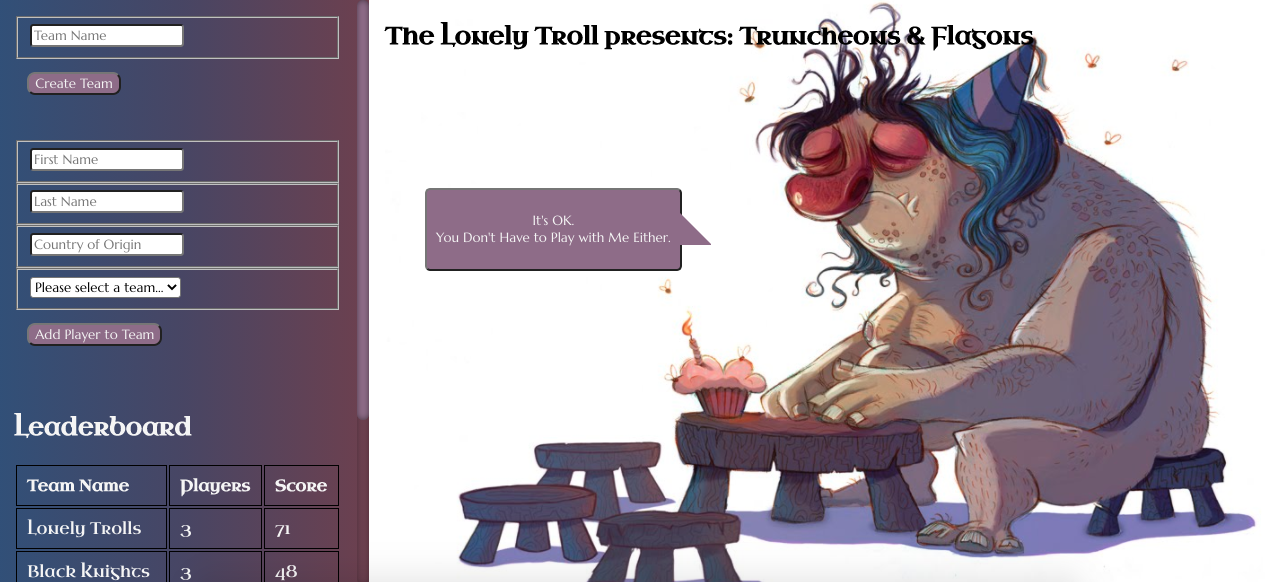 Team Name
Create Team
First Name
Last Name
Country of Origin
Please select a team...
Add Player to Team
Leaderboard
Team Name Players Score
Lonely Trolls 3 71
Black Knights 3 48
The Lonely Troll presents: Truncheons & Flagons
It's OK.
You Don't Have to Play with Me Either.